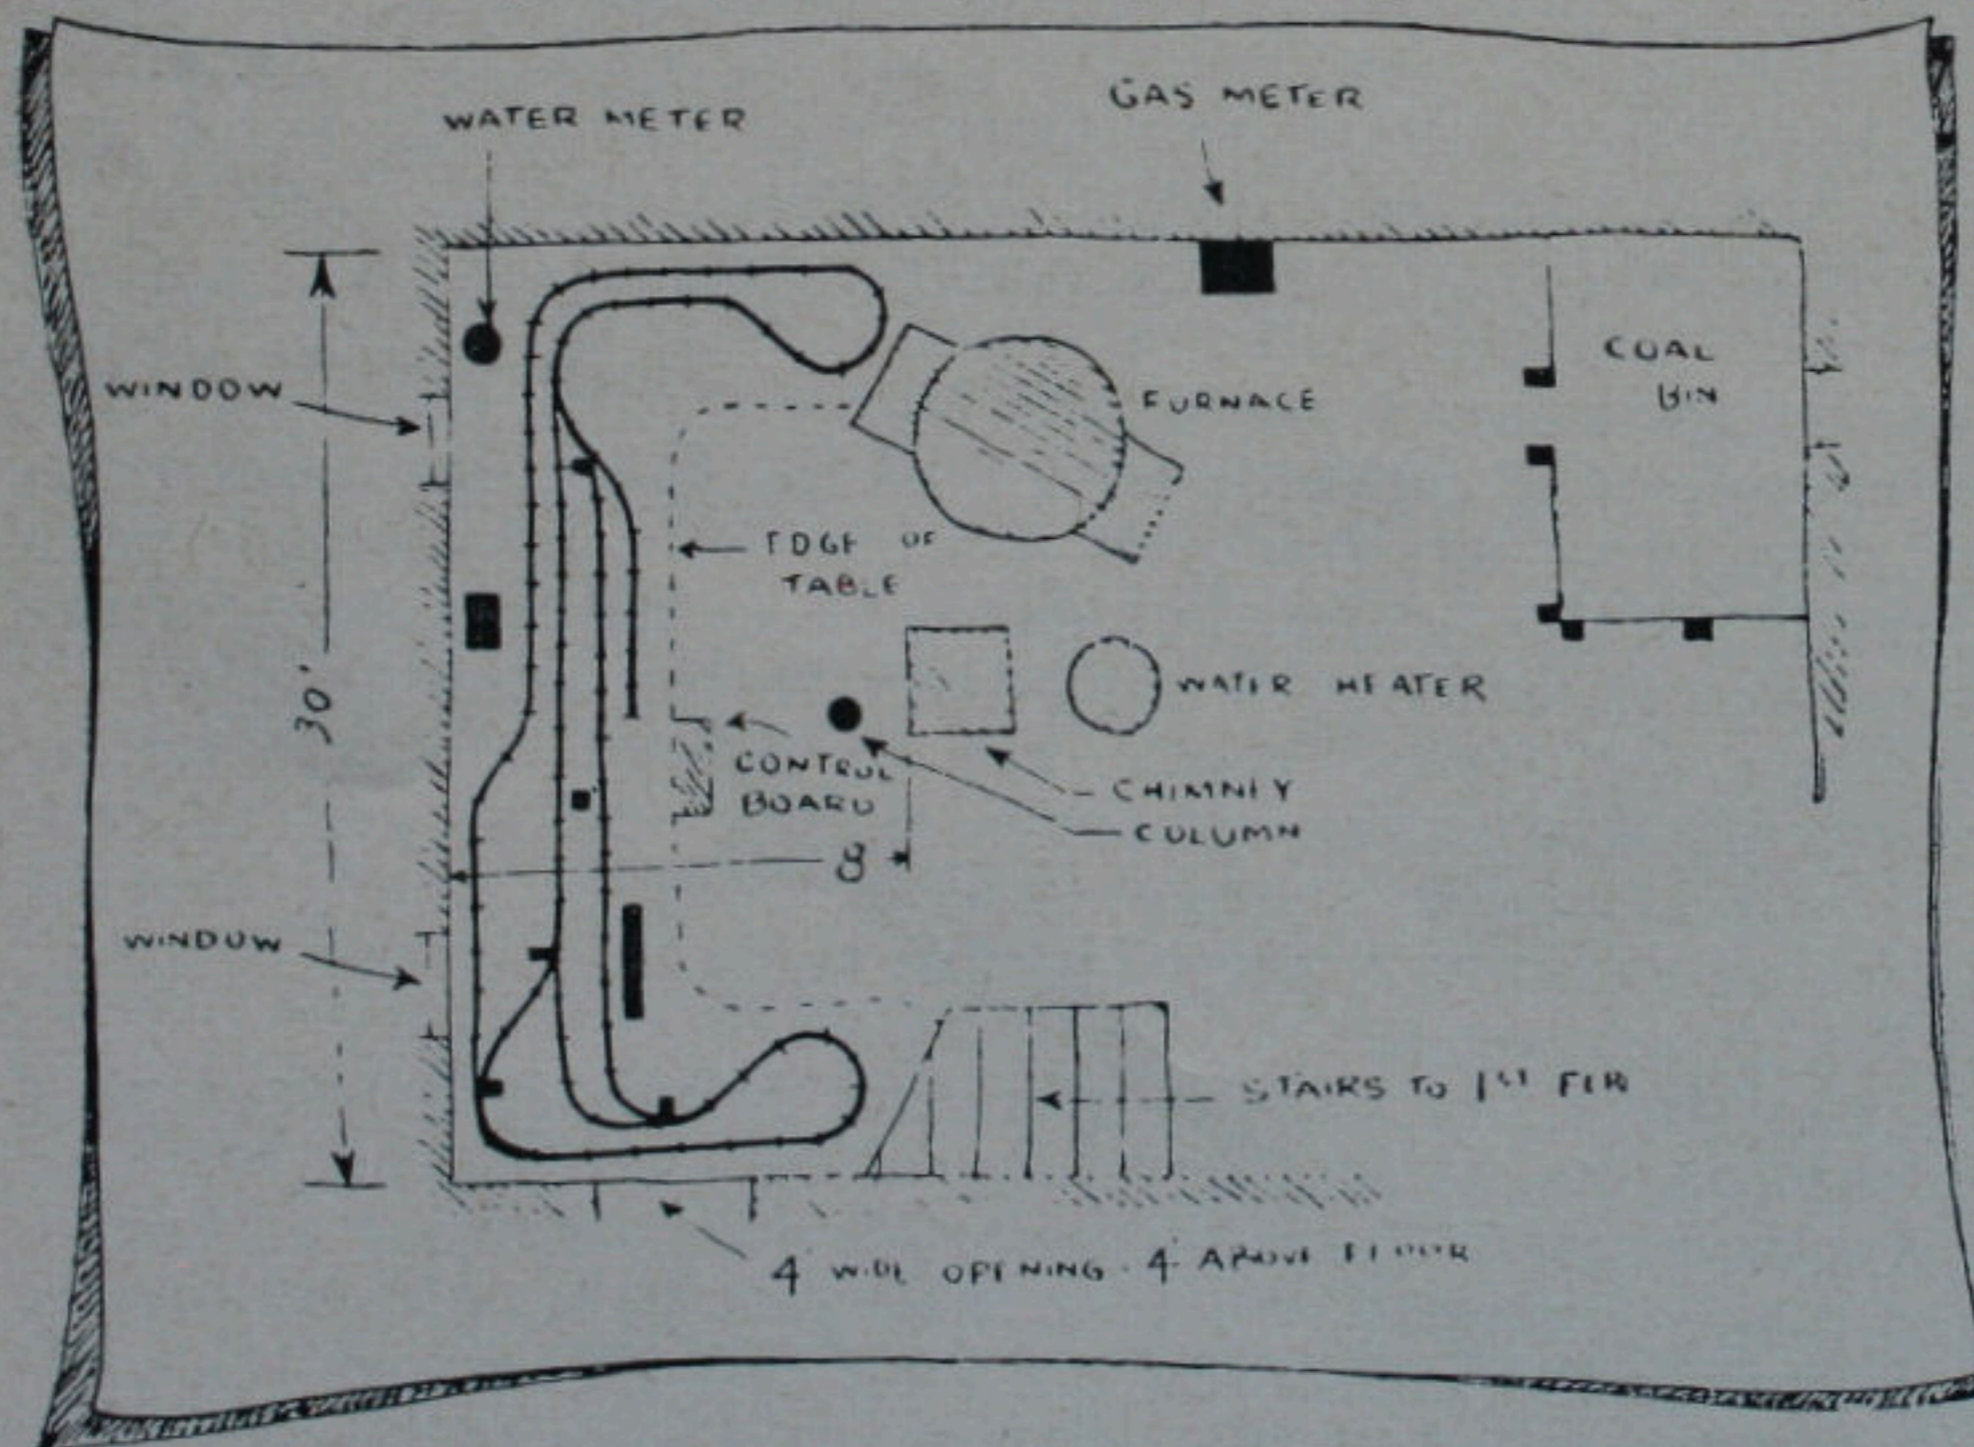 WATER METER
GAS METER
WINDOW
COAL
BIN
FURNACE
EDGE OF
TABLE
30'
WATER HEATER
CONTROL
BOARD
CHIMNEY
COLUMN
8
WINDOW
STAIRS TO 1ST FLR
4' WIDE OPENING - 4' ABOVE FLOOR